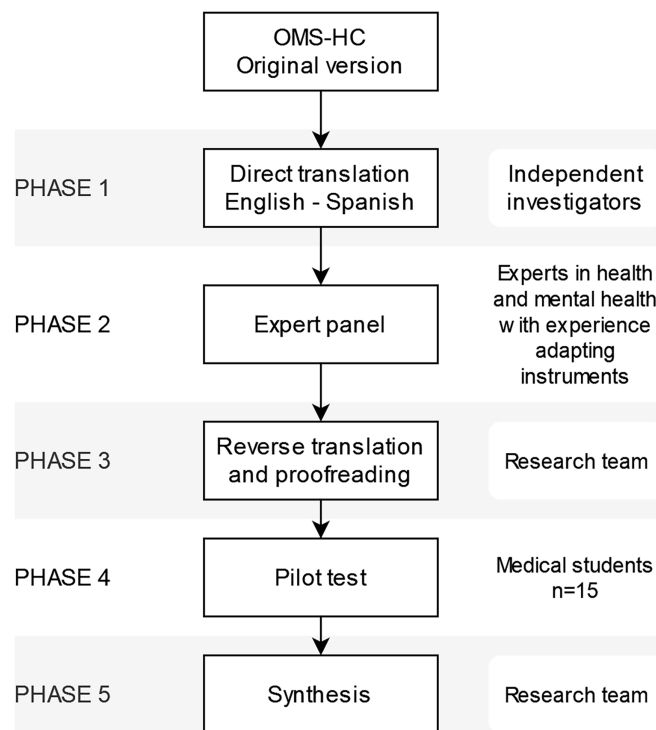 OMS-HC
Original version
PHASE 1
Direct translation
English - Spanish
Independent
investigators
PHASE 2
Expert panel
Experts in health
and mental health
with experience
adapting
instruments
PHASE 3
Reverse translation
and proofreading
Research team
PHASE 4
Pilot test
Medical students
n=15
PHASE 5
Synthesis
Research team